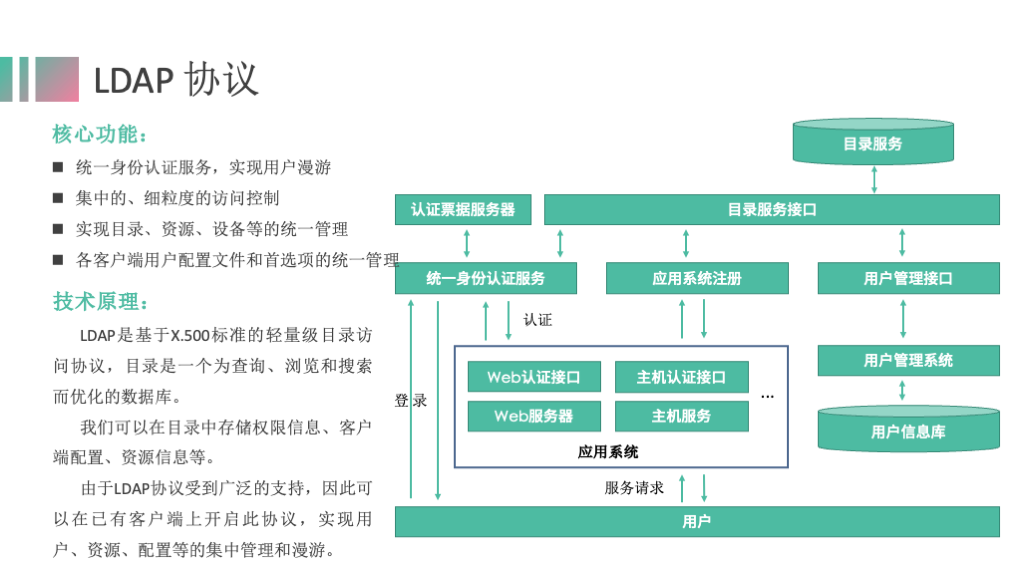 LDAP 协议
核心功能：
■ 统一身份认证服务，实现用户漫游
■ 集中的、细粒度的访问控制
■ 实现目录、资源、设备等的统一管理
■ 各客户端用户配置文件和首选项的统一管理
技术原理：
LDAP是基于X.500标准的轻量级目录访
问协议，目录是一个为查询、浏览和搜索
而优化的数据库。
我们可以在目录中存储权限信息、客户
端配置、资源信息等。
由于LDAP协议受到广泛的支持，因此可
以在已有客户端上开启此协议，实现用
户、资源、配置等的集中管理和漫游。
目录服务
认证票据服务器
目录服务接口
统一身份认证服务
应用系统注册
用户管理接口
认证
用户管理系统
Web认证接口
主机认证接口
...
登录
Web服务器
主机服务
用户信息库
应用系统
服务请求
用户